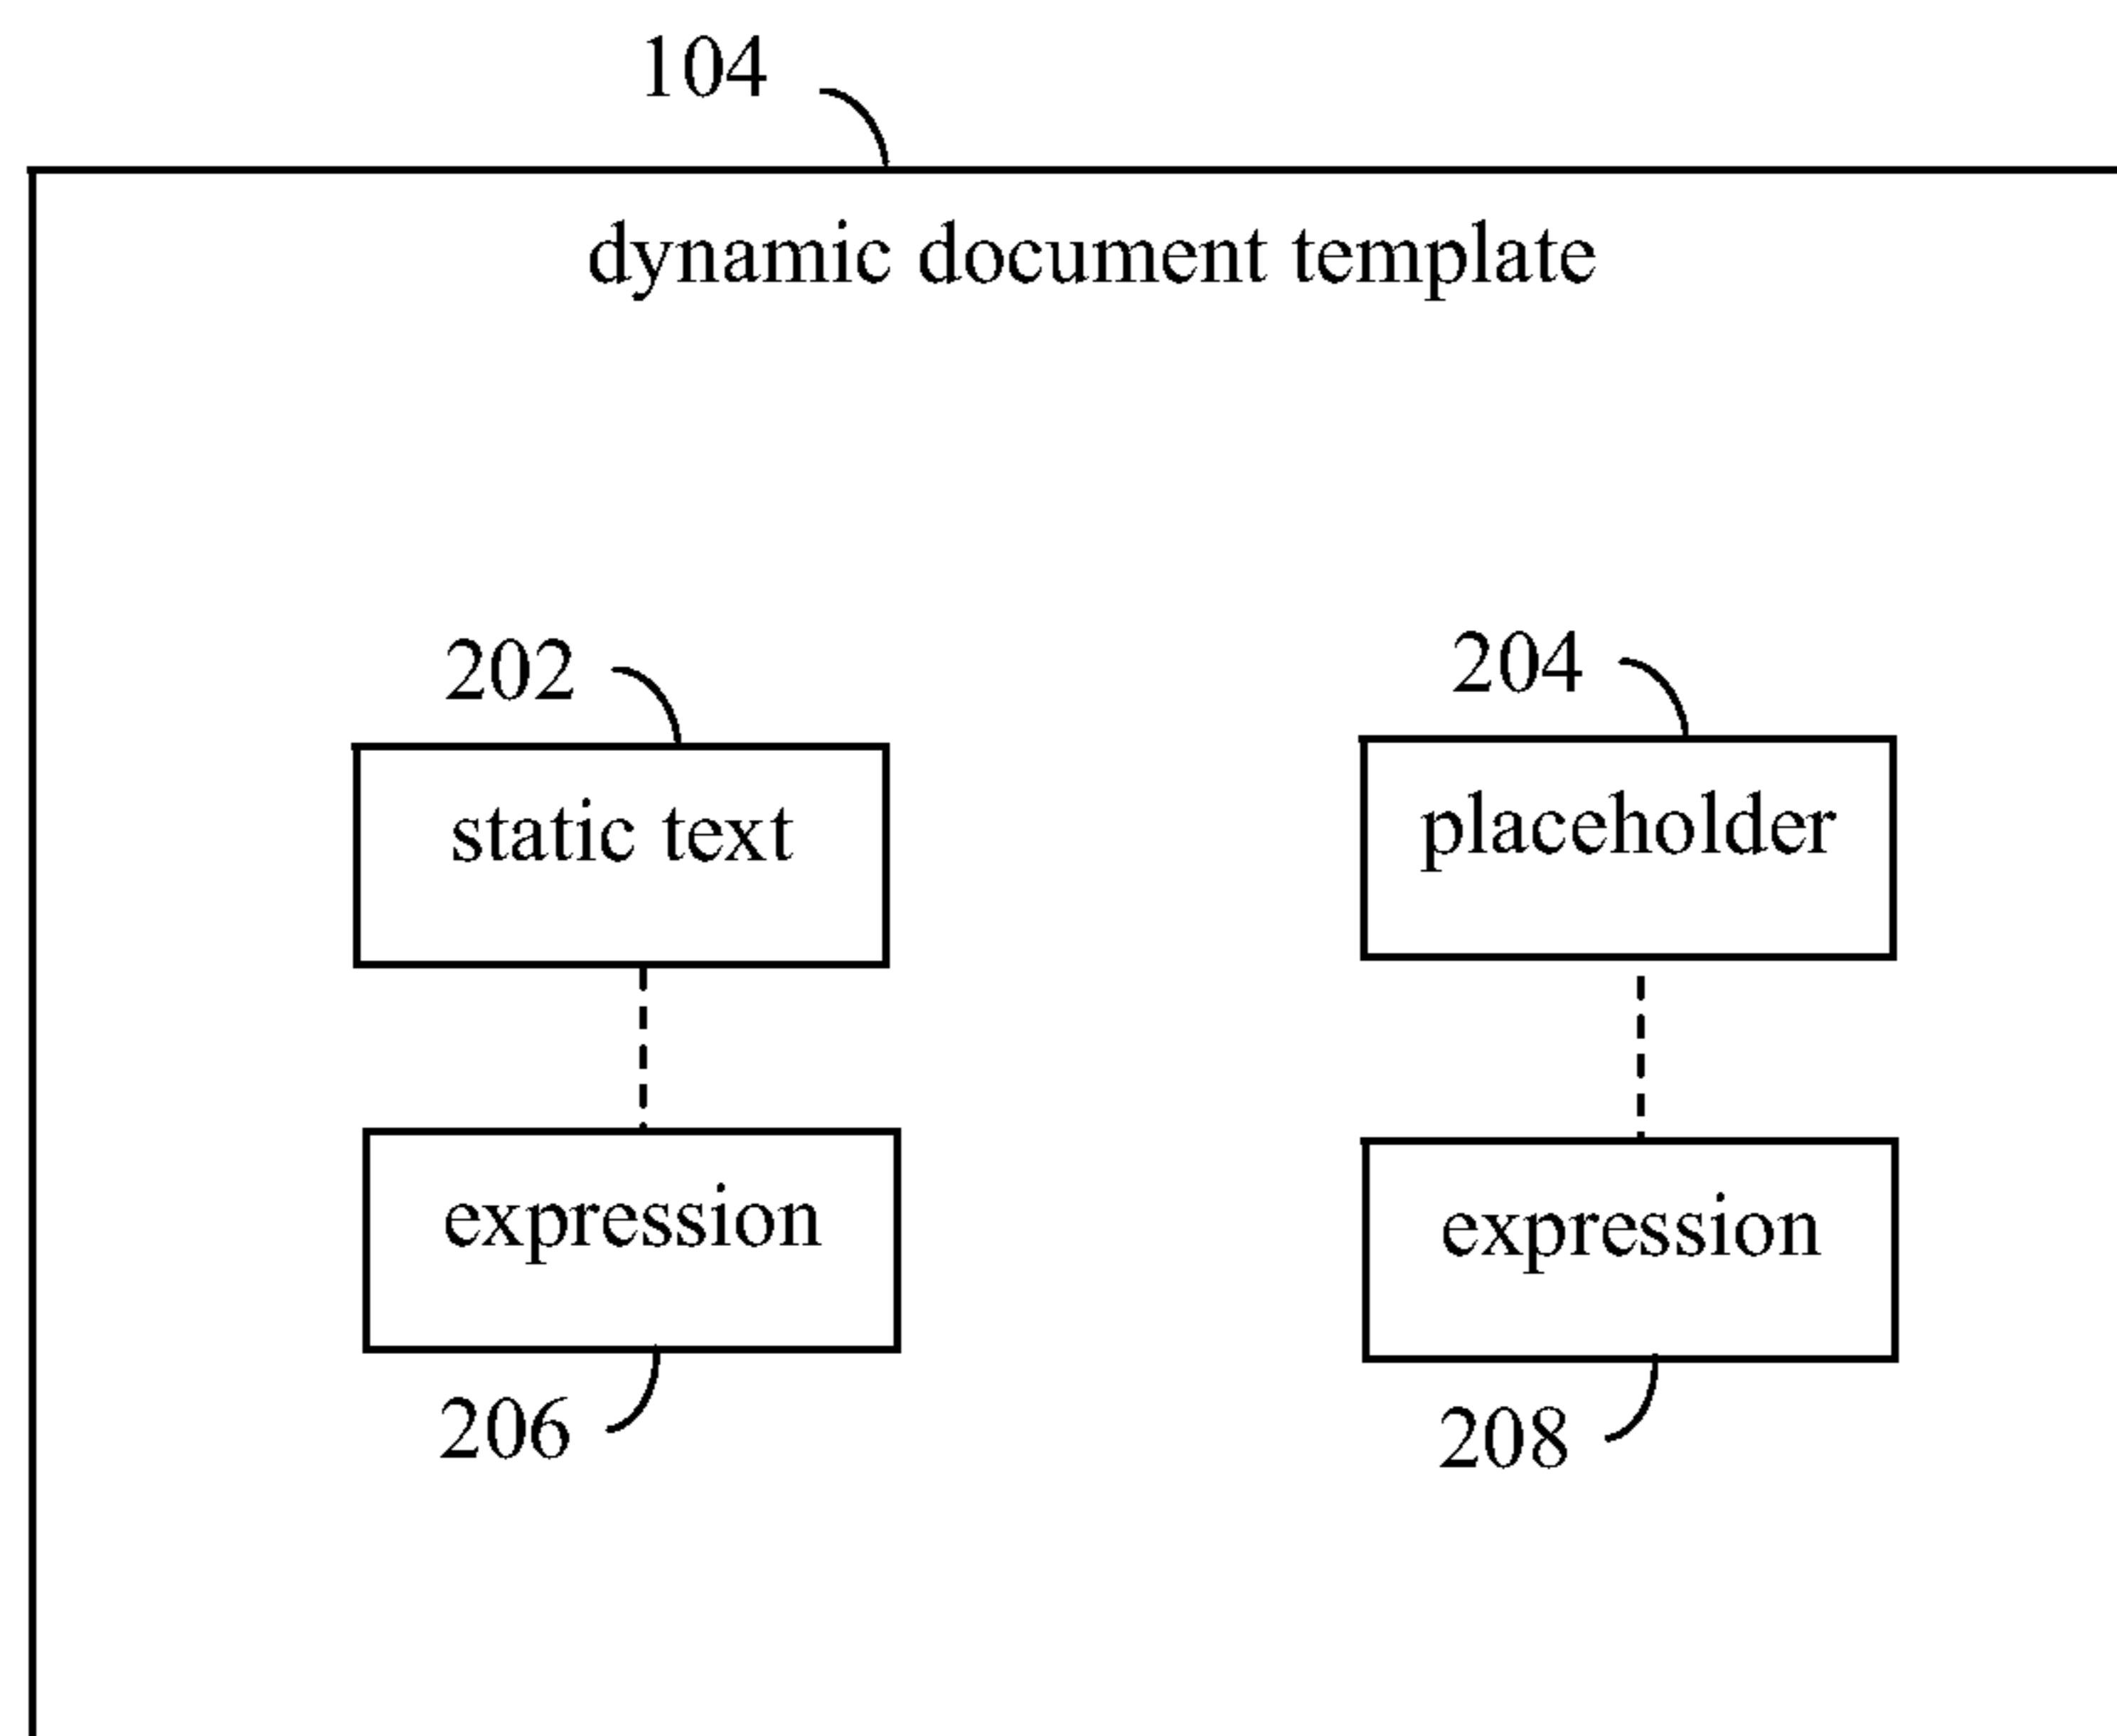 104
dynamic document template
202
204
static text
placeholder
expression
expression
206
208